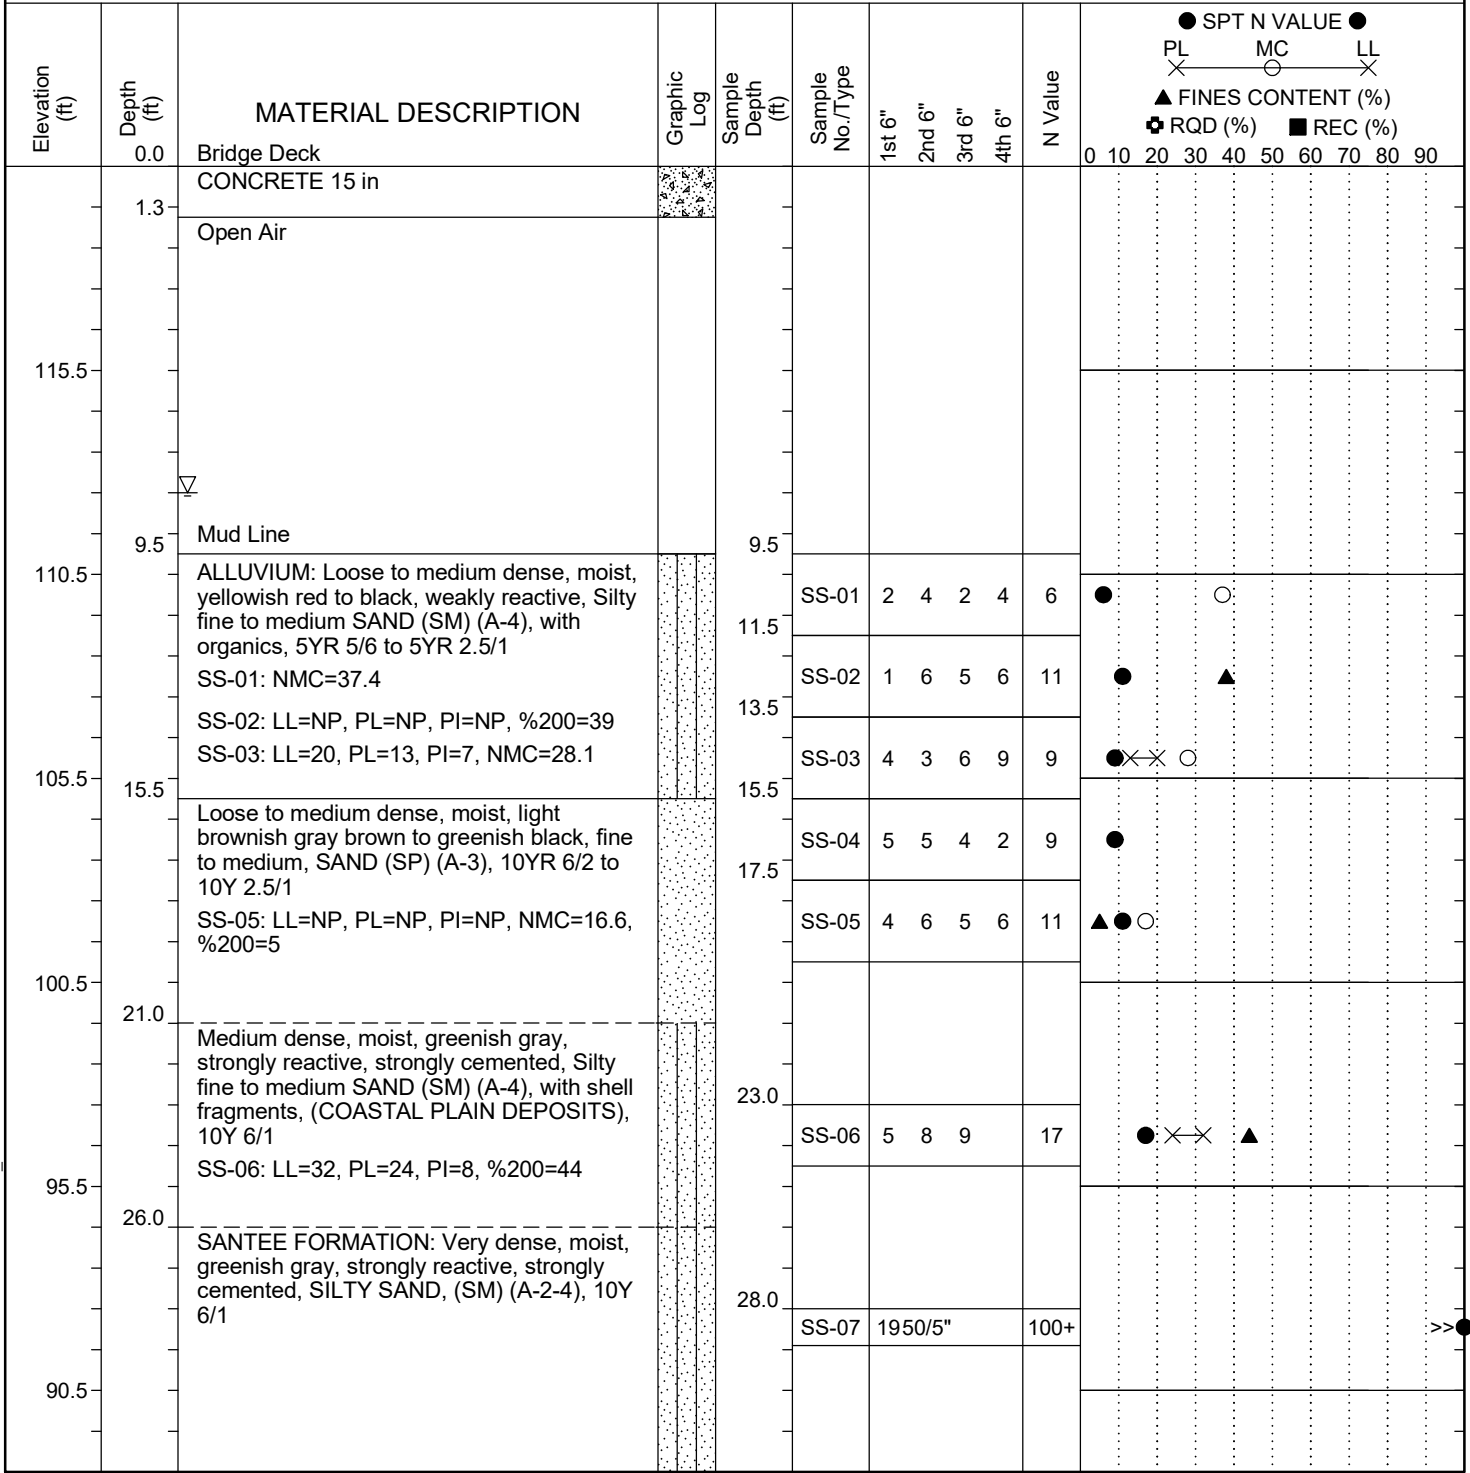 Elevation (ft)
Depth (ft)
0.0
MATERIAL DESCRIPTION
Graphic Log
Sample Depth (ft)
Sample No./Type
1st 6"
2nd 6"
3rd 6"
4th 6"
N Value
● SPT N VALUE ●
PL MC LL
▲ FINES CONTENT (%)
RQD (%) ■ REC (%)
0 10 20 30 40 50 60 70 80 90
Bridge Deck
CONCRETE 15 in
1.3
Open Air
115.5
Mud Line
9.5 9.5
110.5
ALLUVIUM: Loose to medium dense, moist,
yellowish red to black, weakly reactive, Silty
fine to medium SAND (SM) (A-4), with
organics, 5YR 5/6 to 5YR 2.5/1
SS-01 2 4 2 4 6
11.5
SS-01: NMC=37.4
SS-02 1 6 5 6 11
13.5
SS-02: LL=NP, PL=NP, PI=NP, %200=39
SS-03: LL=20, PL=13, PI=7, NMC=28.1
SS-03 4 3 6 9 9
105.5
15.5 15.5
Loose to medium dense, moist, light
brownish gray brown to greenish black, fine
to medium, SAND (SP) (A-3), 10YR 6/2 to
10Y 2.5/1
SS-04 5 5 4 2 9
17.5
SS-05: LL=NP, PL=NP, PI=NP, NMC=16.6,
%200=5
SS-05 4 6 5 6 11
100.5
21.0
Medium dense, moist, greenish gray,
strongly reactive, strongly cemented, Silty
fine to medium SAND (SM) (A-4), with shell
fragments, (COASTAL PLAIN DEPOSITS),
10Y 6/1
23.0
SS-06 5 8 9 17
SS-06: LL=32, PL=24, PI=8, %200=44
95.5
26.0
SANTEE FORMATION: Very dense, moist,
greenish gray, strongly reactive, strongly
cemented, SILTY SAND, (SM) (A-2-4), 10Y
6/1
28.0
SS-07 19 50/5" 100+ >>
90.5